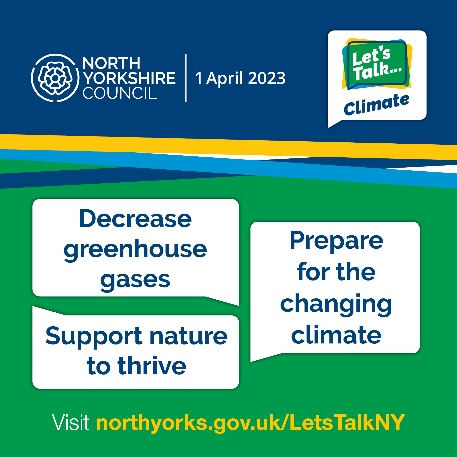 NORTH
YORKSHIRE
COUNCIL
1 April 2023
Let's
Talk...
Climate
Decrease
greenhouse
gases
Support nature
to thrive
Prepare
for the
changing
climate
Visit northyorks.gov.uk/LetsTalkNY